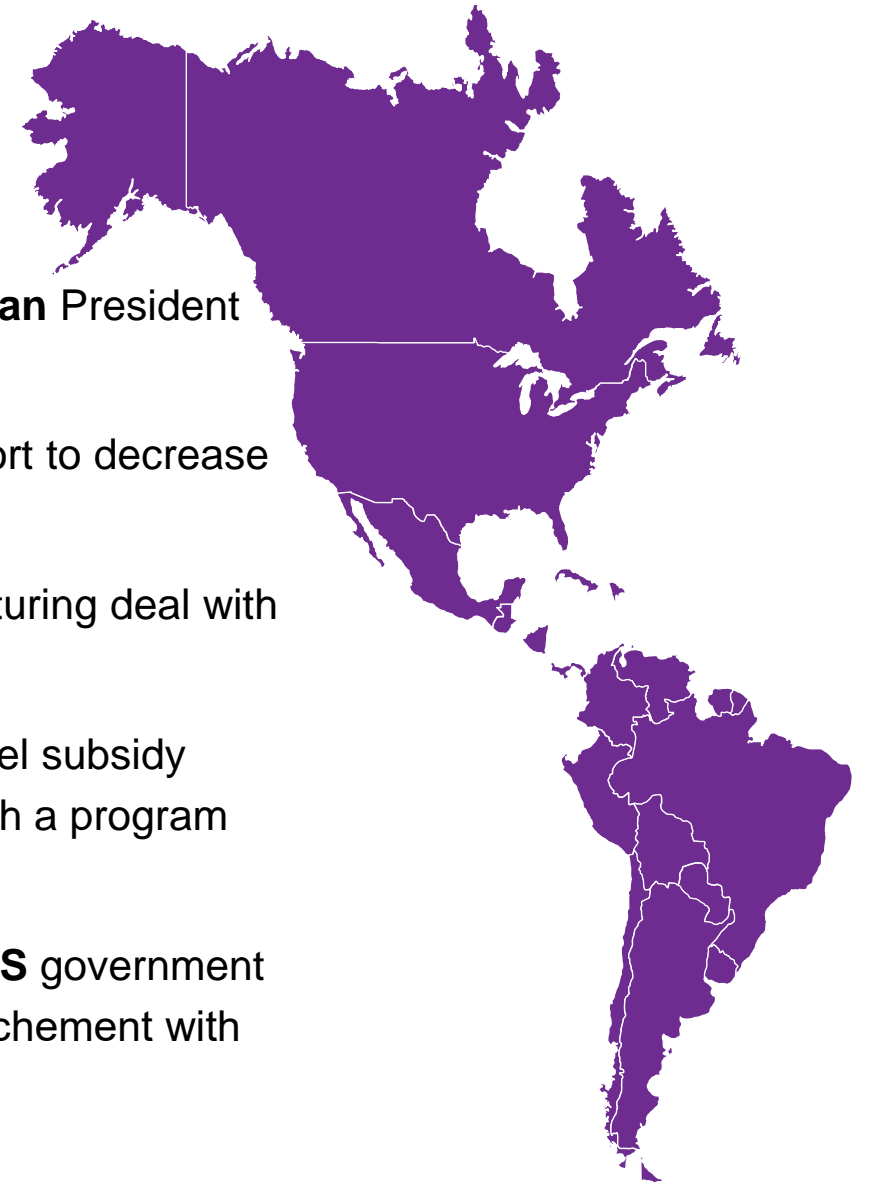 an President
ort to decrease
turing deal with
el subsidy
h a program
S government
chement with